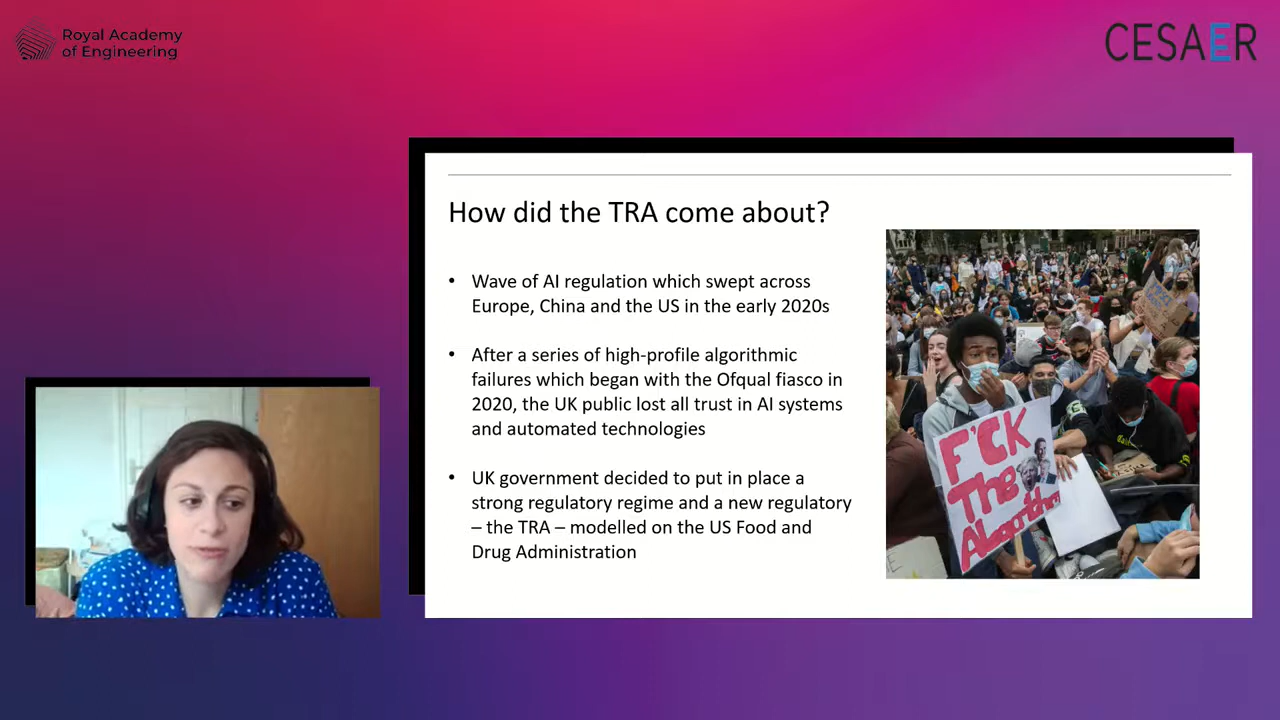 Royal Academy
of Engineering
CESAER
How did the TRA come about?
• Wave of AI regulation which swept across
Europe, China and the US in the early 2020s
• After a series of high-profile algorithmic
failures which began with the Ofqual fiasco in
2020, the UK public lost all trust in AI systems
and automated technologies
• UK government decided to put in place a
strong regulatory regime and a new regulatory
– the TRA – modelled on the US Food and
Drug Administration
F'CK
The
Algorithm